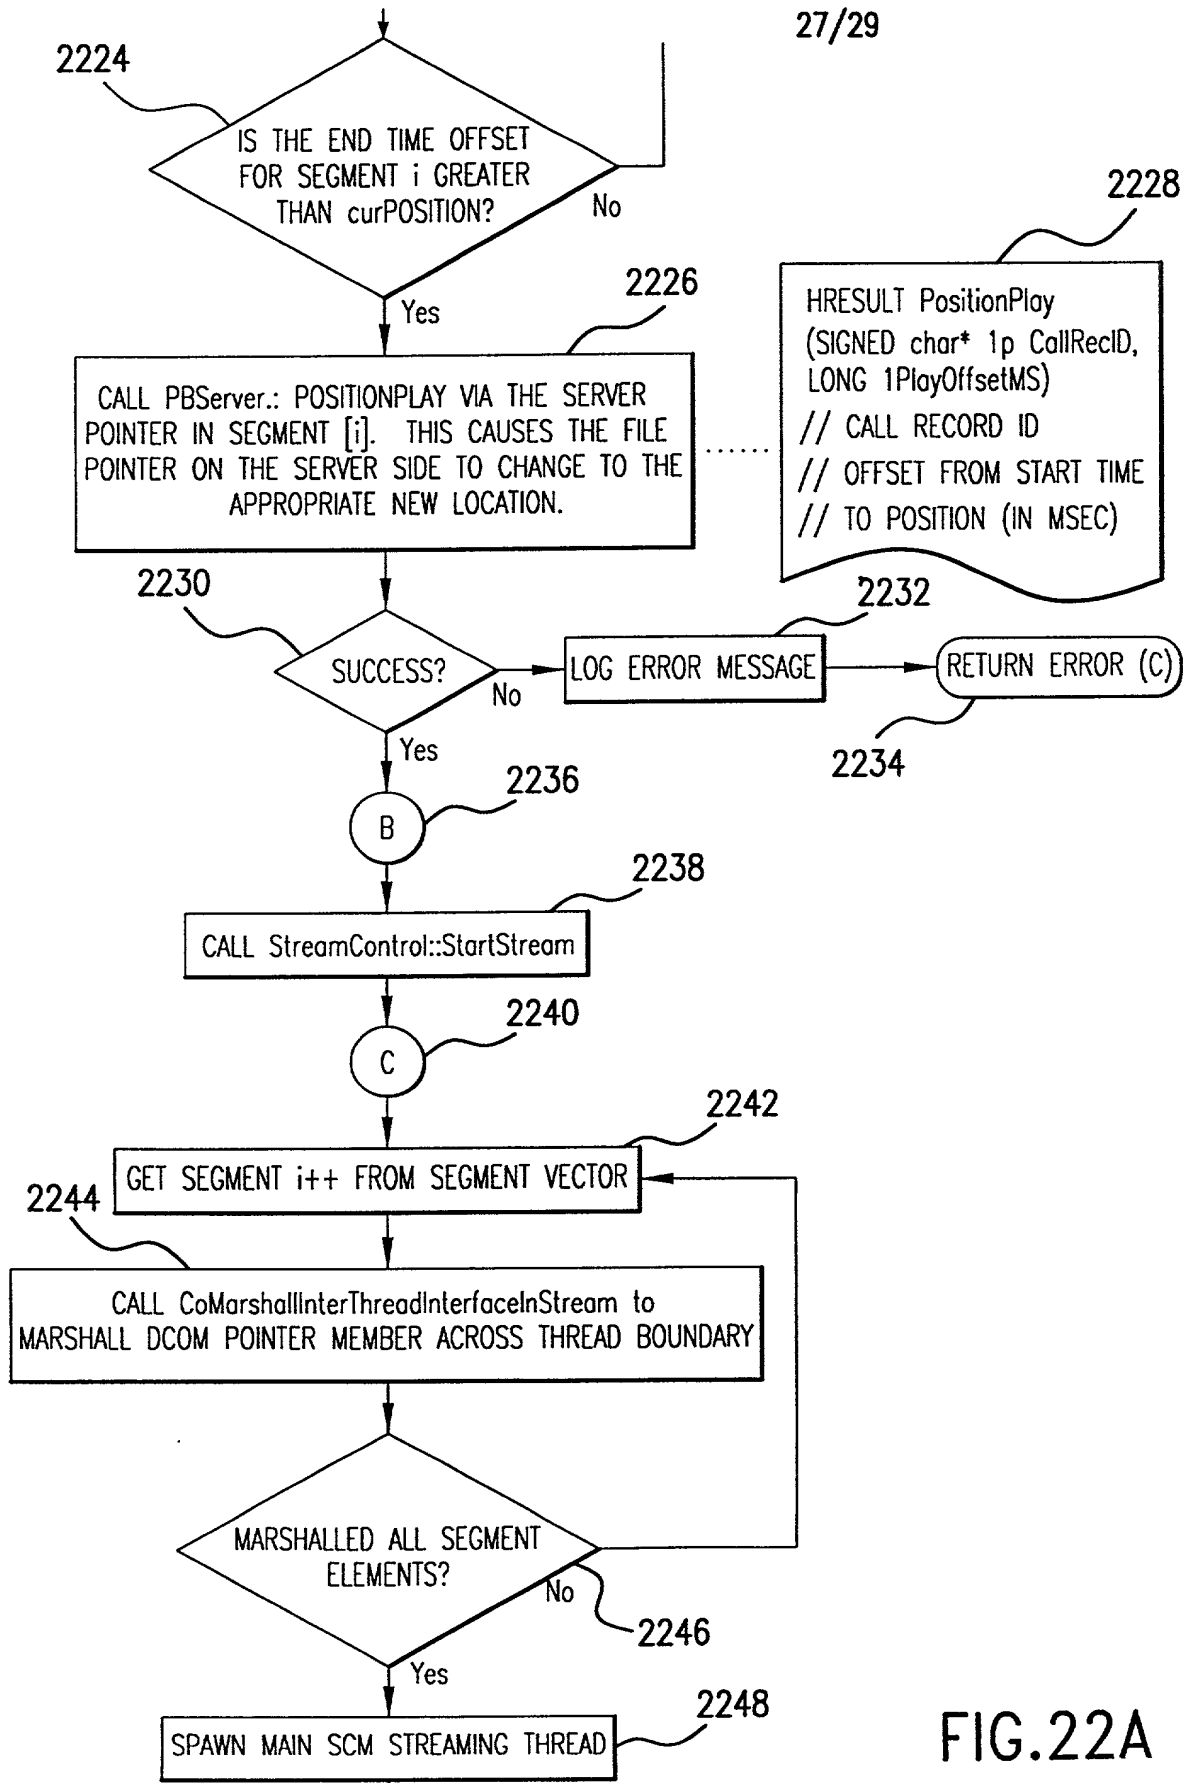 27/29
2224
IS THE END TIME OFFSET
FOR SEGMENT i GREATER
THAN curPOSITION?
No
Yes
2226
2228
CALL PBServer.: POSITIONPLAY VIA THE SERVER
POINTER IN SEGMENT [i]. THIS CAUSES THE FILE
POINTER ON THE SERVER SIDE TO CHANGE TO THE
APPROPRIATE NEW LOCATION.
HRESULT PositionPlay
(SIGNED char* 1p CallRecID,
LONG 1PlayOffsetMS)
// CALL RECORD ID
// OFFSET FROM START TIME
// TO POSITION (IN MSEC)
2230
SUCCESS?
No
Yes
2232
LOG ERROR MESSAGE
RETURN ERROR (C)
2234
2236
B
2238
CALL StreamControl::StartStream
2240
C
2242
GET SEGMENT i++ FROM SEGMENT VECTOR
2244
CALL CoMarshallInterThreadInterfaceInStream to
MARSHALL DCOM POINTER MEMBER ACROSS THREAD BOUNDARY
MARSHALLED ALL SEGMENT
ELEMENTS?
No
2246
Yes
2248
SPAWN MAIN SCM STREAMING THREAD
FIG.22A